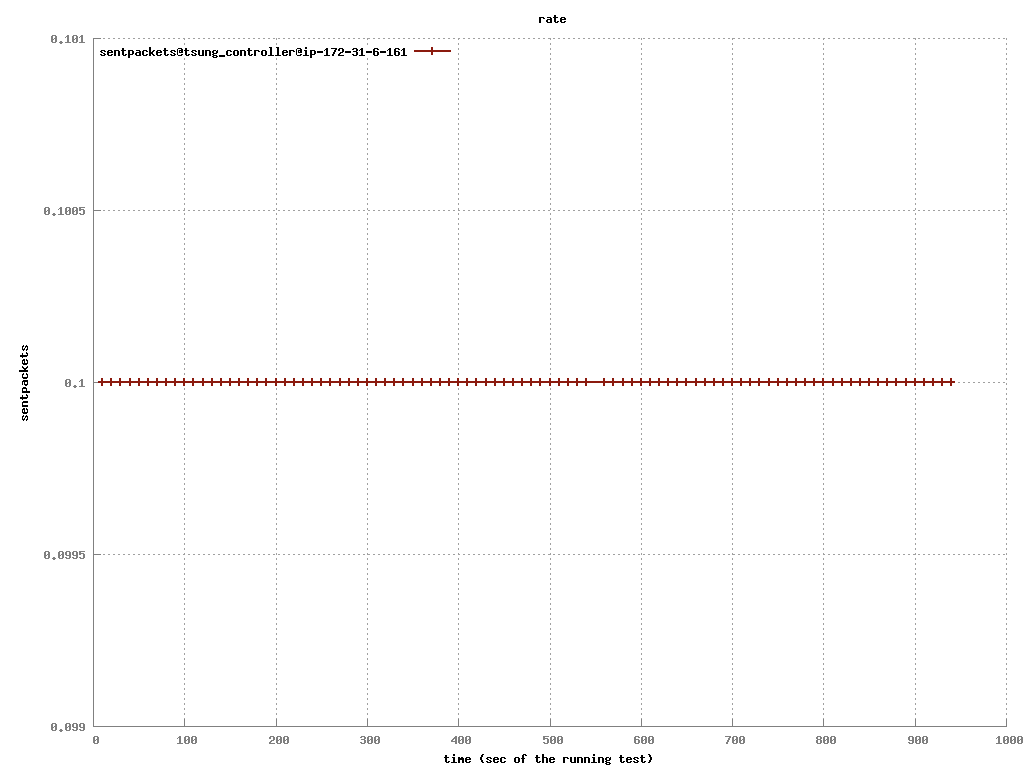 rate
0.101
sentpackets@tsung_controller@ip-172-31-6-161
0.1005
0.1
sentpackets
0.0995
0.099
0 100 200 300 400 500 600 700 800 900 1000
time (sec of the running test)